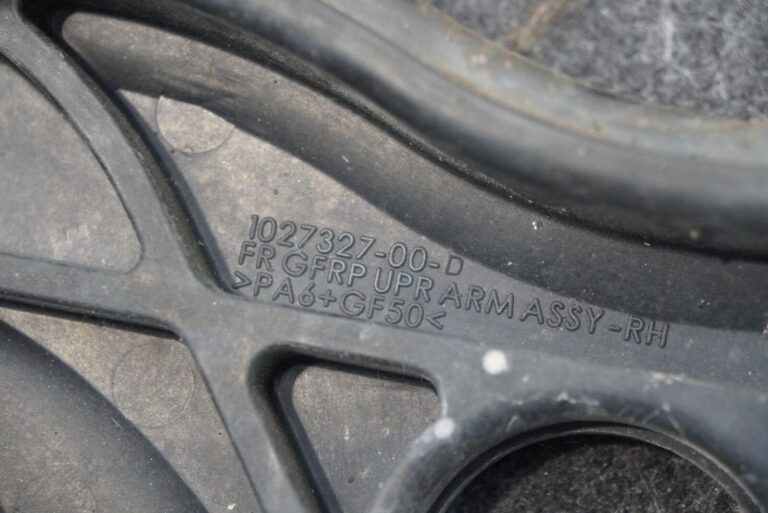 1027327-00-D
FR GFRP UPR ARM ASSY-RH
>PA6+GF50<